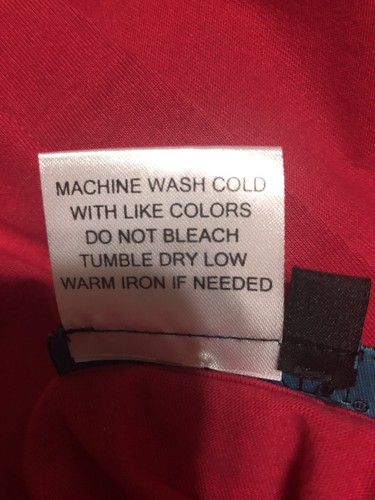 MACHINE WASH COLD
WITH LIKE COLORS
DO NOT BLEACH
TUMBLE DRY LOW
WARM IRON IF NEEDED